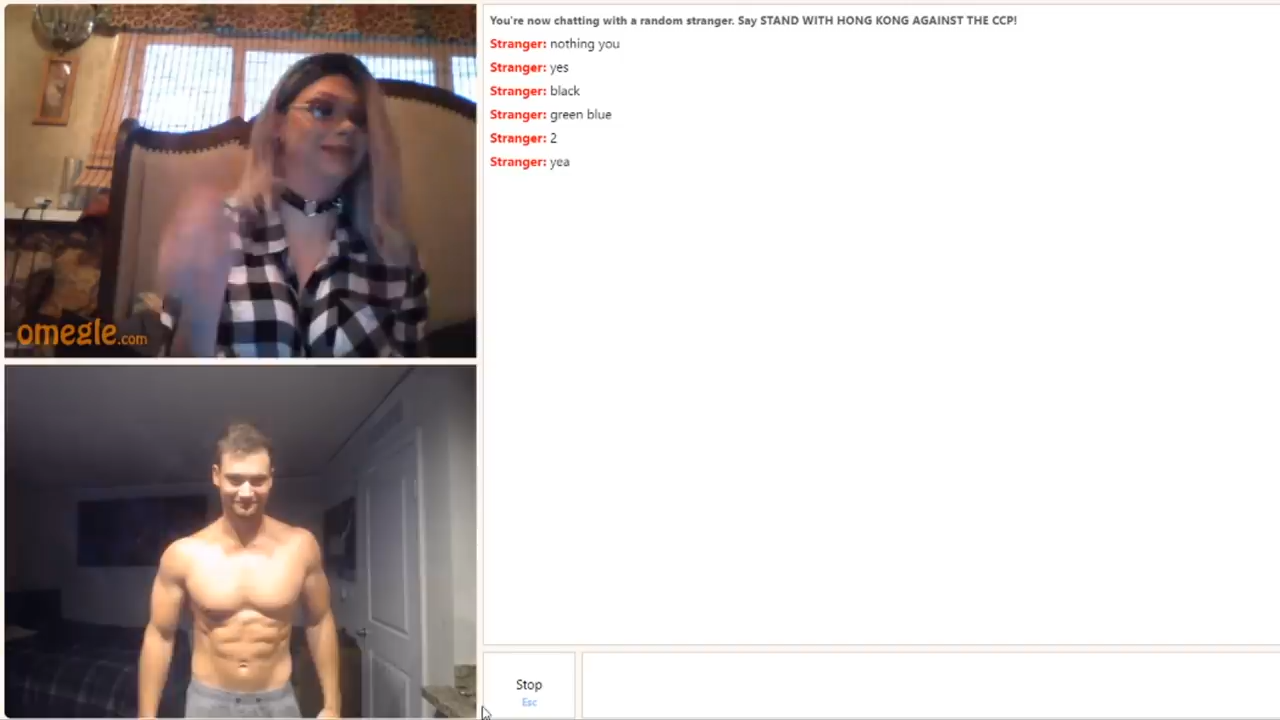 You're now chatting with a random stranger. Say STAND WITH HONG KONG AGAINST THE CCP!
Stranger: nothing you
Stranger: yes
Stranger: black
Stranger: green blue
Stranger: 2
Stranger: yea
omegle.com
Stop
Esc